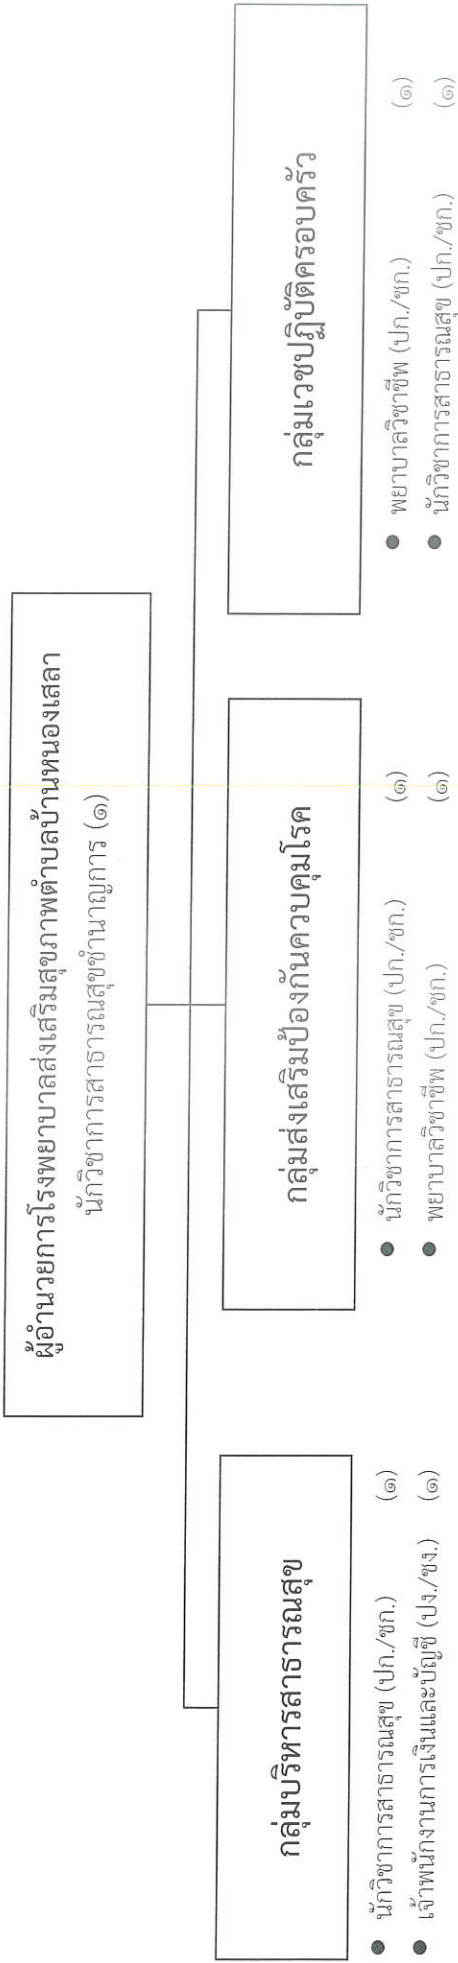 ผู้อำนวยการโรงพยาบาลส่งเสริมสุขภาพตำบลบ้านหนองเสลา
นักวิชาการสาธารณสุขชำนาญการ (๑)
กลุ่มบริหารสาธารณสุข
● นักวิชาการสาธารณสุข (ปก./ชก.) (๑)
● เจ้าพนักงานการเงินและบัญชี (ปง./ชง.) (๑)
กลุ่มส่งเสริมป้องกันควบคุมโรค
● นักวิชาการสาธารณสุข (ปก./ชก.) (๑)
● พยาบาลวิชาชีพ (ปก./ชก.) (๑)
กลุ่มเวชปฏิบัติครอบครัว
● พยาบาลวิชาชีพ (ปก./ชก.) (๑)
● นักวิชาการสาธารณสุข (ปก./ชก.) (๑)